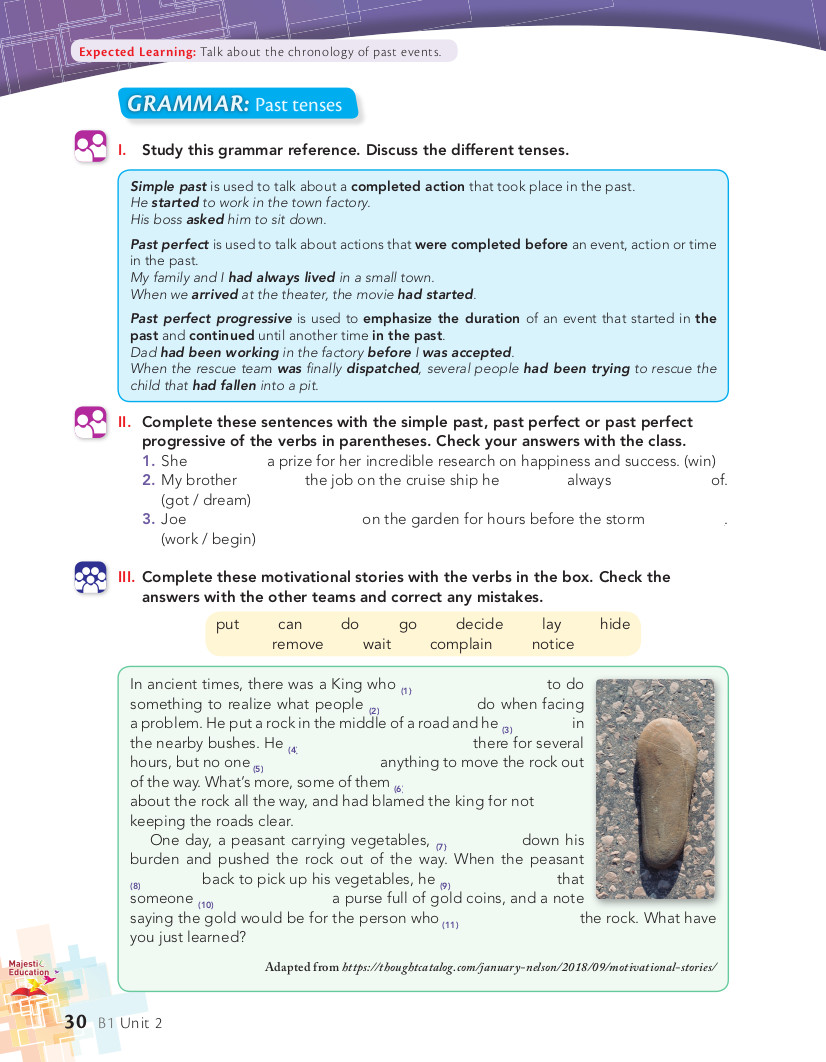 Expected Learning: Talk about the chronology of past events.
GRAMMAR: Past tenses
I. Study this grammar reference. Discuss the different tenses.
Simple past is used to talk about a completed action that took place in the past.
He started to work in the town factory.
His boss asked him to sit down.
Past perfect is used to talk about actions that were completed before an event, action or time
in the past.
My family and I had always lived in a small town.
When we arrived at the theater, the movie had started.
Past perfect progressive is used to emphasize the duration of an event that started in the
past and continued until another time in the past.
Dad had been working in the factory before I was accepted.
When the rescue team was finally dispatched, several people had been trying to rescue the
child that had fallen into a pit.
II. Complete these sentences with the simple past, past perfect or past perfect
progressive of the verbs in parentheses. Check your answers with the class.
1. She a prize for her incredible research on happiness and success. (win)
2. My brother the job on the cruise ship he always of.
(got / dream)
3. Joe on the garden for hours before the storm .
(work / begin)
III. Complete these motivational stories with the verbs in the box. Check the
answers with the other teams and correct any mistakes.
put can do go decide lay hide
remove wait complain notice
In ancient times, there was a King who (1) to do
something to realize what people (2) do when facing
a problem. He put a rock in the middle of a road and he (3) in
the nearby bushes. He (4) there for several
hours, but no one (5) anything to move the rock out
of the way. What's more, some of them (6)
about the rock all the way, and had blamed the king for not
keeping the roads clear.
One day, a peasant carrying vegetables, (7) down his
burden and pushed the rock out of the way. When the peasant
(8) back to pick up his vegetables, he (9) that
someone (10) a purse full of gold coins, and a note
saying the gold would be for the person who (11) the rock. What have
you just learned?
Adapted from https://thoughtcatalog.com/january-nelson/2018/09/motivational-stories/
Majestic
Education
30 B1 Unit 2